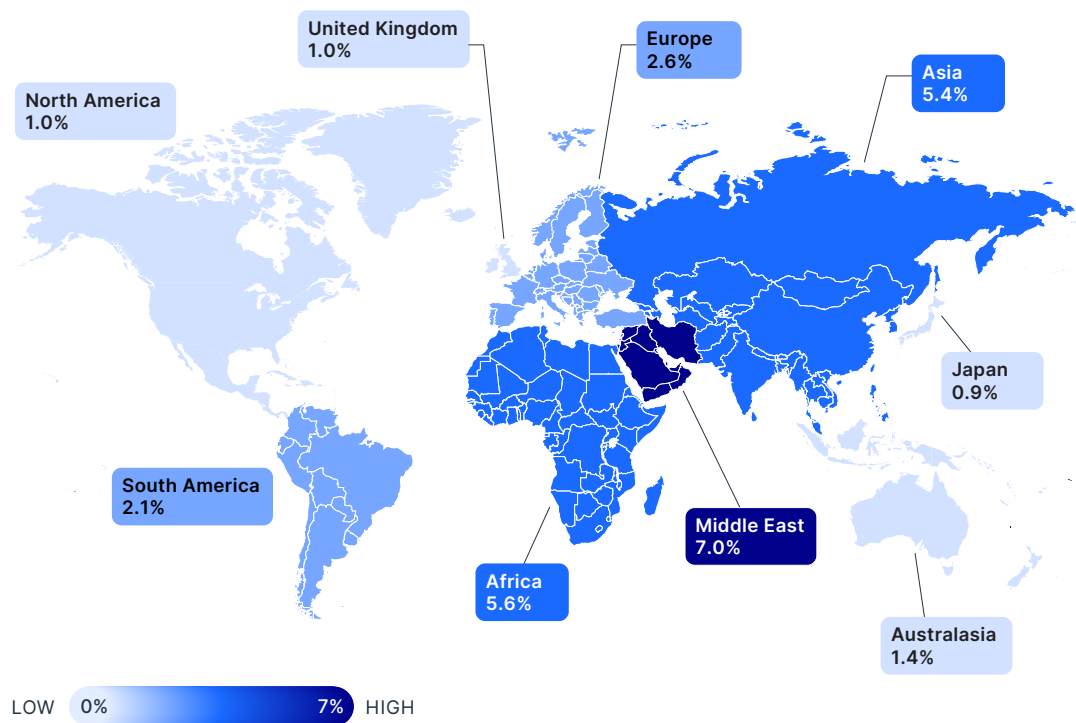 United Kingdom
1.0%
Europe
2.6%
Asia
5.4%
North America
1.0%
Japan
0.9%
South America
2.1%
Middle East
7.0%
Africa
5.6%
Australasia
1.4%
LOW 0% 7% HIGH